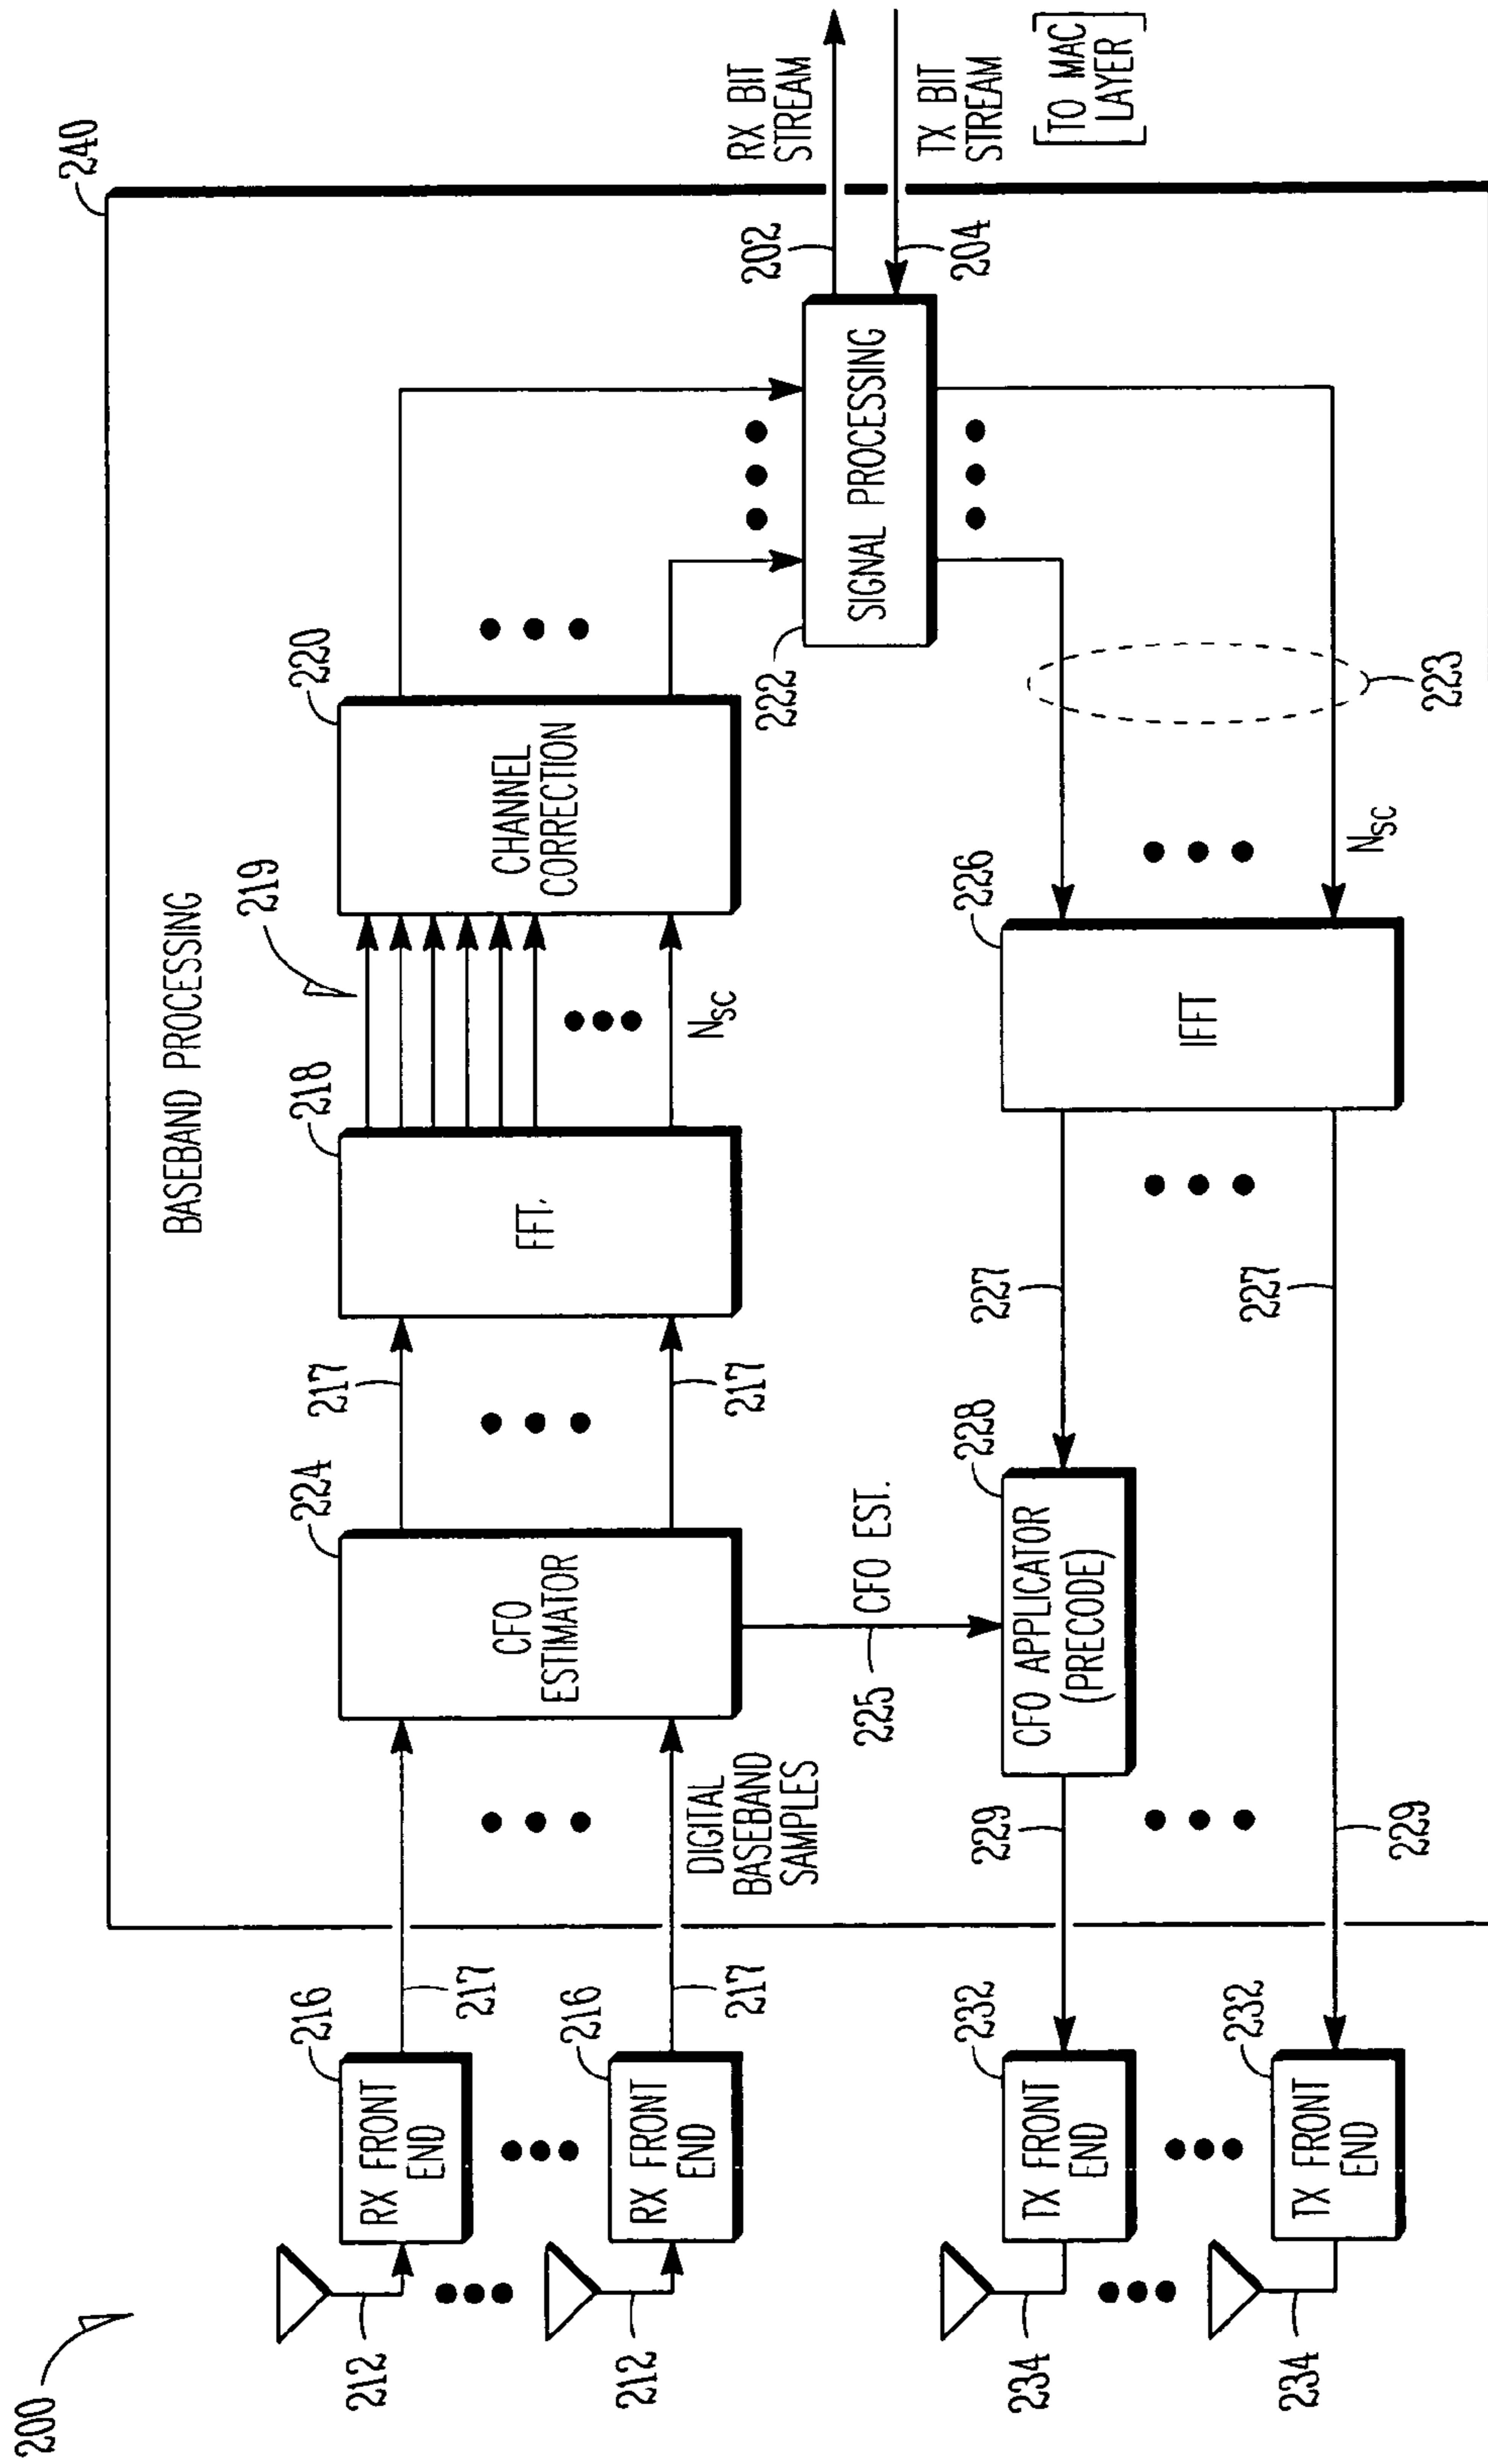 200
240
BASEBAND PROCESSING
212
216
RX FRONT
END
217
212
216
RX FRONT
END
217
DIGITAL
BASEBAND
SAMPLES
224
CFO
ESTIMATOR
217
217
218
FFT,
219
N_SC
220
CHANNEL
CORRECTION
225
CFO EST.
222
SIGNAL PROCESSING
202
RX BIT
STREAM
204
TX BIT
STREAM
[TO MAC
LAYER]
234
232
TX FRONT
END
229
228
CFO APPLICATOR
(PRECODE)
227
226
IFFT
N_SC
223
234
232
TX FRONT
END
229
227